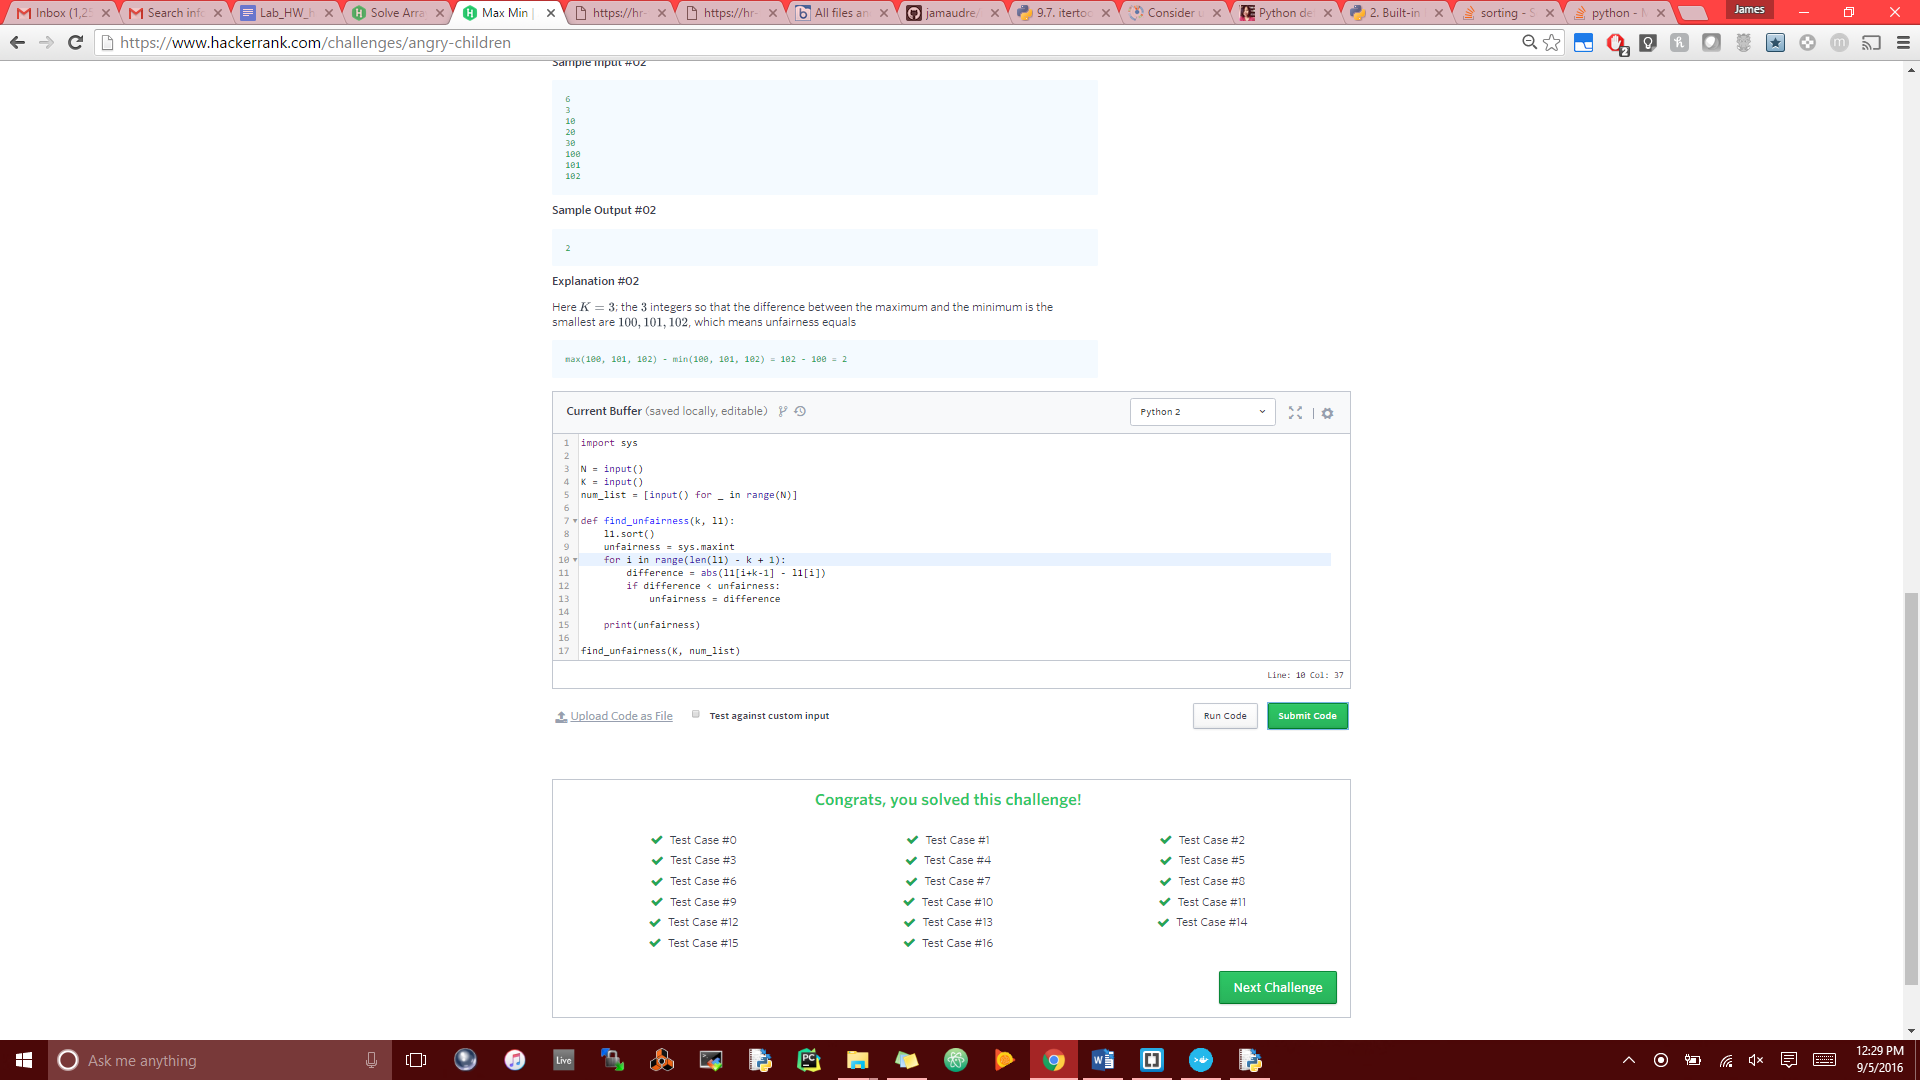 Inbox (1,25
Search info
Lab_HW_h
Solve Arra
Max Min |
https://hr-
https://hr-
All files an
jamaudre/
9.7. itertoo
Consider u
Python de
2. Built-in
sorting - S
James
https://www.hackerrank.com/challenges/angry-children
Sample Input #02
6
3
10
20
30
100
101
102
Sample Output #02
2
Explanation #02
Here K = 3; the 3 integers so that the difference between the maximum and the minimum is the
smallest are 100, 101, 102, which means unfairness equals
max(100, 101, 102) - min(100, 101, 102) = 102 - 100 = 2
Current Buffer (saved locally, editable)
Python 2
1 import sys
2
3 N = input()
4 K = input()
5 num_list = [input() for _ in range(N)]
6
7 def find_unfairness(k, l1):
8 l1.sort()
9 unfairness = sys.maxint
10 for i in range(len(l1) - k + 1):
11 difference = abs(l1[i+k-1] - l1[i])
12 if difference < unfairness:
13 unfairness = difference
14
15 print(unfairness)
16
17 find_unfairness(K, num_list)
Line: 10 Col: 37
Upload Code as File
Test against custom input
Run Code
Submit Code
Congrats, you solved this challenge!
Test Case #0 Test Case #1 Test Case #2
Test Case #3 Test Case #4 Test Case #5
Test Case #6 Test Case #7 Test Case #8
Test Case #9 Test Case #10 Test Case #11
Test Case #12 Test Case #13 Test Case #14
Test Case #15 Test Case #16
Next Challenge
Ask me anything
Live
PC
12:29 PM
9/5/2016